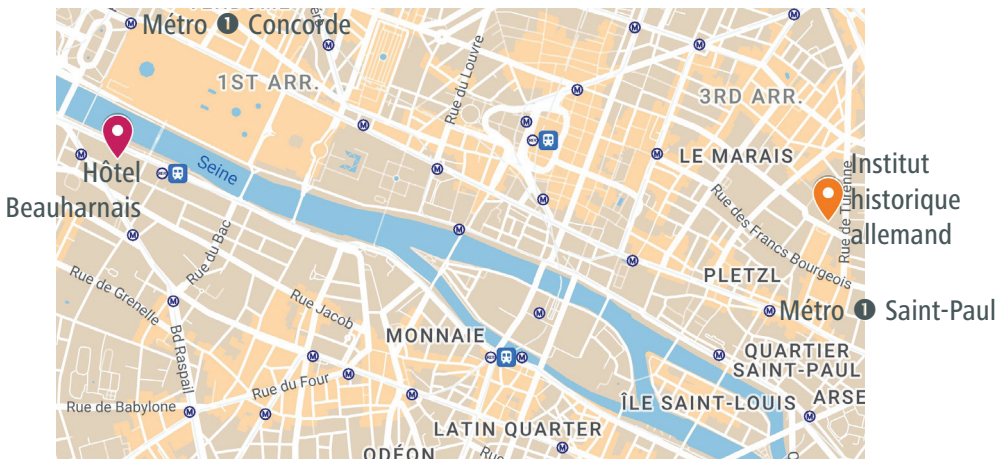 Métro ❶ Concorde
1ST ARR.
Rue du Louvre
3RD ARR.
LE MARAIS
Seine
Hôtel
Beauharnais
Institut
historique
allemand
Rue de Turenne
Rue des Francs Bourgeois
Rue du Bac
PLETZL
Rue de Grenelle
Rue Jacob
Métro ❶ Saint-Paul
MONNAIE
Bd Raspail
QUARTIER
SAINT-PAUL
Rue du Four
Rue de Babylone
ÎLE SAINT-LOUIS
ARSE
LATIN QUARTER
ODÉON
Rue